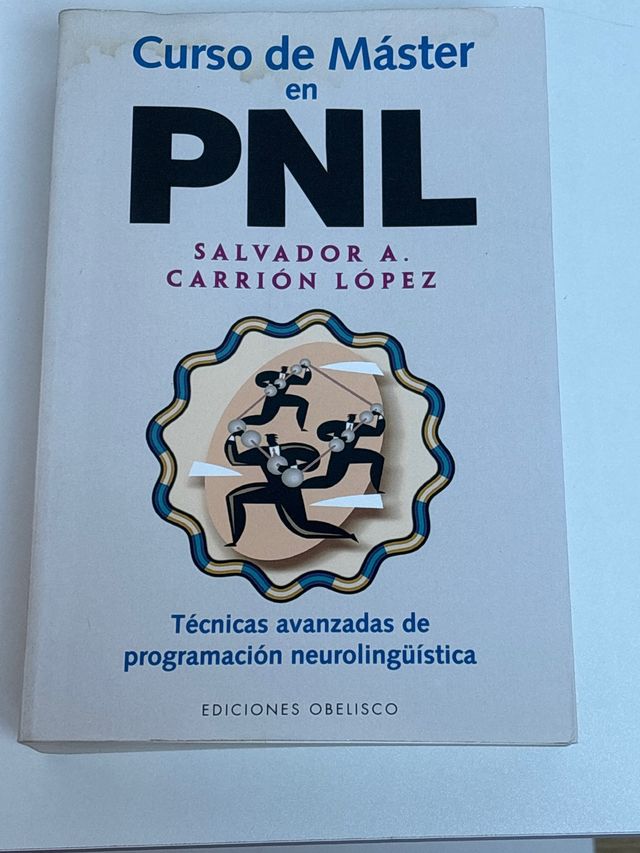 Curso de Máster
en
PNL
SALVADOR A.
CARRIÓN LÓPEZ
Técnicas avanzadas de
programación neurolingüística
EDICIONES OBELISCO